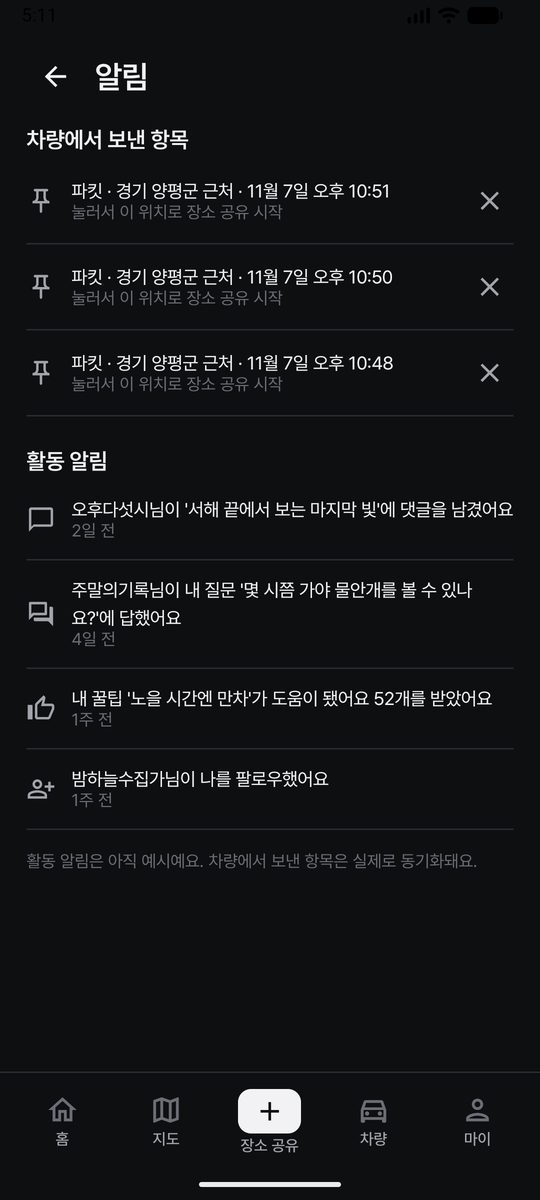 5:11
알림
차량에서 보낸 항목
파킷 · 경기 양평군 근처 · 11월 7일 오후 10:51
눌러서 이 위치로 장소 공유 시작
파킷 · 경기 양평군 근처 · 11월 7일 오후 10:50
눌러서 이 위치로 장소 공유 시작
파킷 · 경기 양평군 근처 · 11월 7일 오후 10:48
눌러서 이 위치로 장소 공유 시작
활동 알림
오후다섯시님이 '서해 끝에서 보는 마지막 빛'에 댓글을 남겼어요
2일 전
주말의기록님이 내 질문 '몇 시쯤 가야 물안개를 볼 수 있나
요?'에 답했어요
4일 전
내 꿀팁 '노을 시간엔 만차'가 도움이 됐어요 52개를 받았어요
1주 전
밤하늘수집가님이 나를 팔로우했어요
1주 전
활동 알림은 아직 예시예요. 차량에서 보낸 항목은 실제로 동기화돼요.
홈
지도
장소 공유
차량
마이